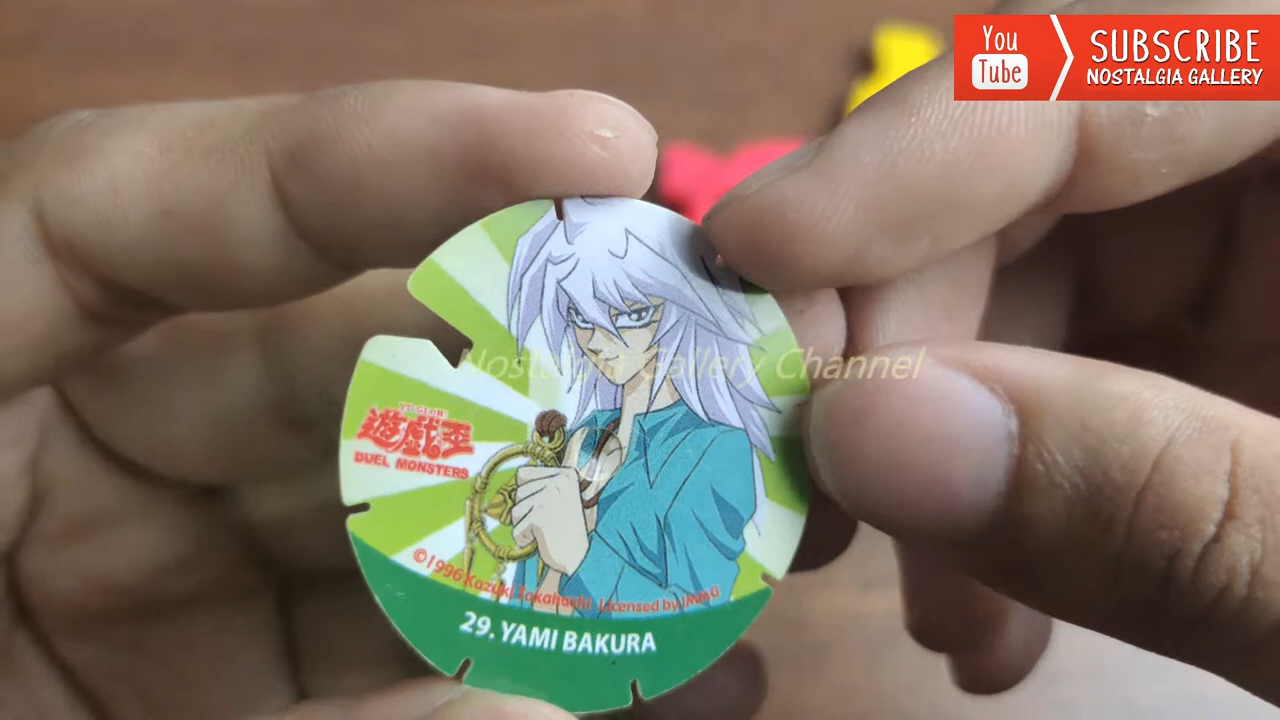 You
Tube
SUBSCRIBE
NOSTALGIA GALLERY
Nostalgia Gallery Channel
YU-GI-OH!
遊戯王
DUEL MONSTERS
©1996 Kazuki Takahashi Licensed by IMMG
29. YAMI BAKURA